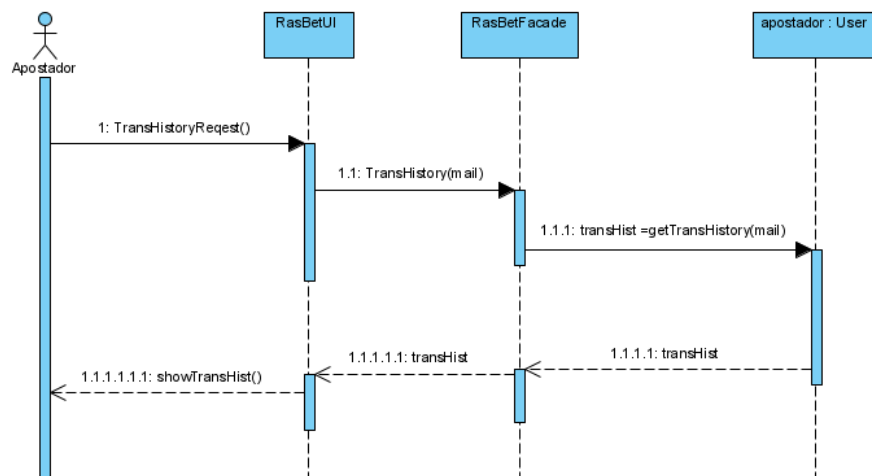 RasBetUI
RasBetFacade
apostador : User
Apostador
1: TransHistoryReqest()
1.1: TransHistory(mail)
1.1.1: transHist =getTransHistory(mail)
1.1.1.1: transHist
1.1.1.1.1: transHist
1.1.1.1.1.1: showTransHist()